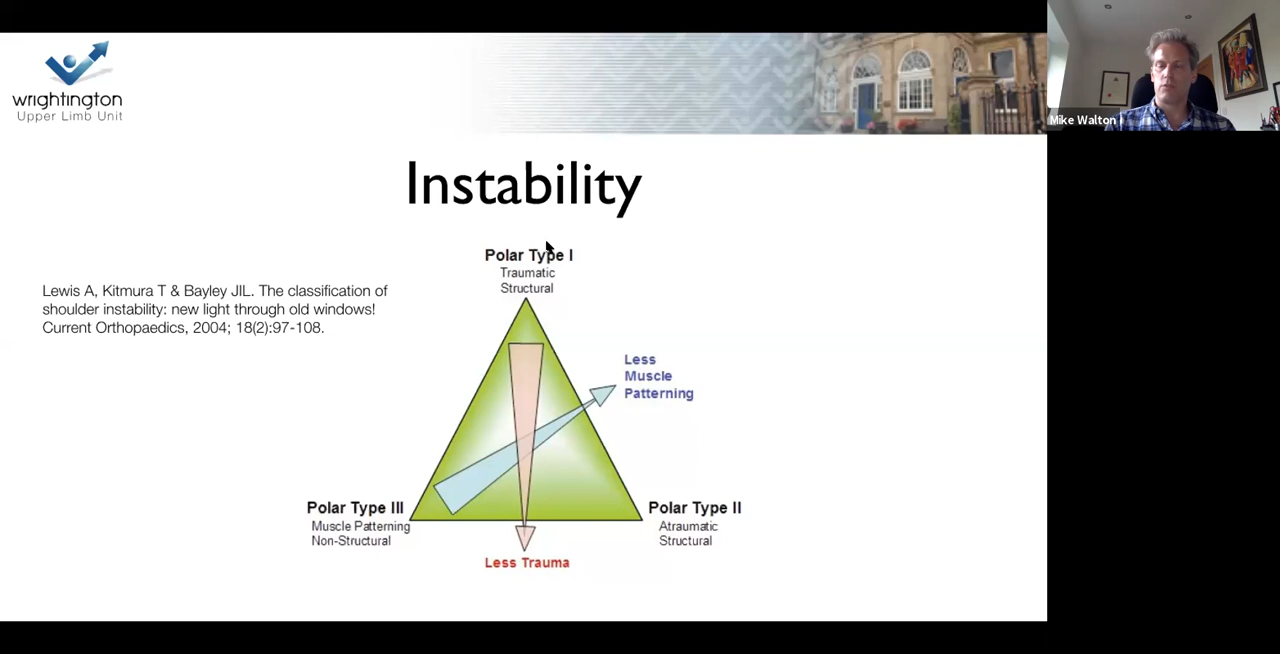 wrightington
Upper Limb Unit
Mike Walton
Instability
Lewis A, Kitmura T & Bayley JIL. The classification of
shoulder instability: new light through old windows!
Current Orthopaedics, 2004; 18(2):97-108.
Polar Type I
Traumatic
Structural
Less
Muscle
Patterning
Polar Type III
Muscle Patterning
Non-Structural
Polar Type II
Atraumatic
Structural
Less Trauma